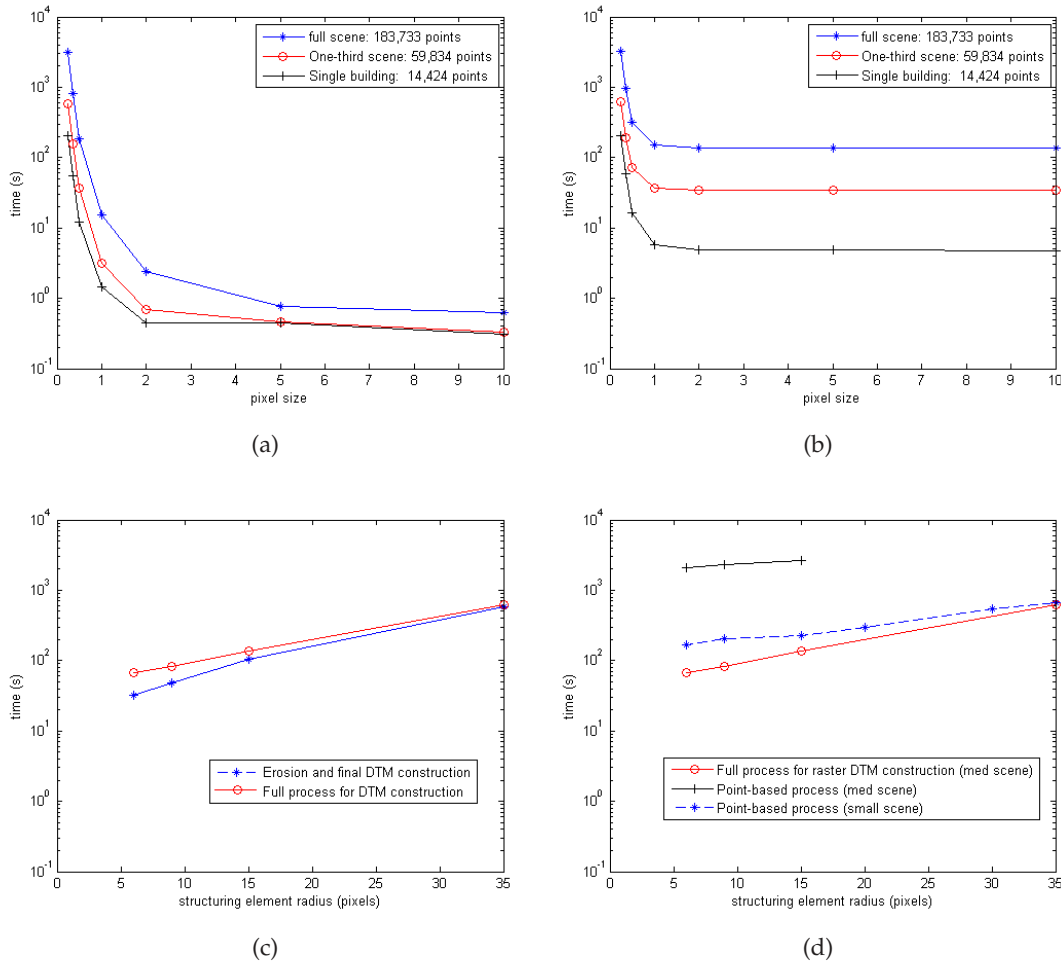 10^4
10^3
10^2
10^1
10^0
10^-1
time (s)
full scene: 183,733 points
One-third scene: 59,834 points
Single building: 14,424 points
0 1 2 3 4 5 6 7 8 9 10
pixel size
(a)
10^4
10^3
10^2
10^1
10^0
10^-1
time (s)
full scene: 183,733 points
One-third scene: 59,834 points
Single building: 14,424 points
0 1 2 3 4 5 6 7 8 9 10
pixel size
(b)
10^4
10^3
10^2
10^1
10^0
10^-1
time (s)
Erosion and final DTM construction
Full process for DTM construction
0 5 10 15 20 25 30 35
structuring element radius (pixels)
(c)
10^4
10^3
10^2
10^1
10^0
10^-1
time (s)
Full process for raster DTM construction (med scene)
Point-based process (med scene)
Point-based process (small scene)
0 5 10 15 20 25 30 35
structuring element radius (pixels)
(d)